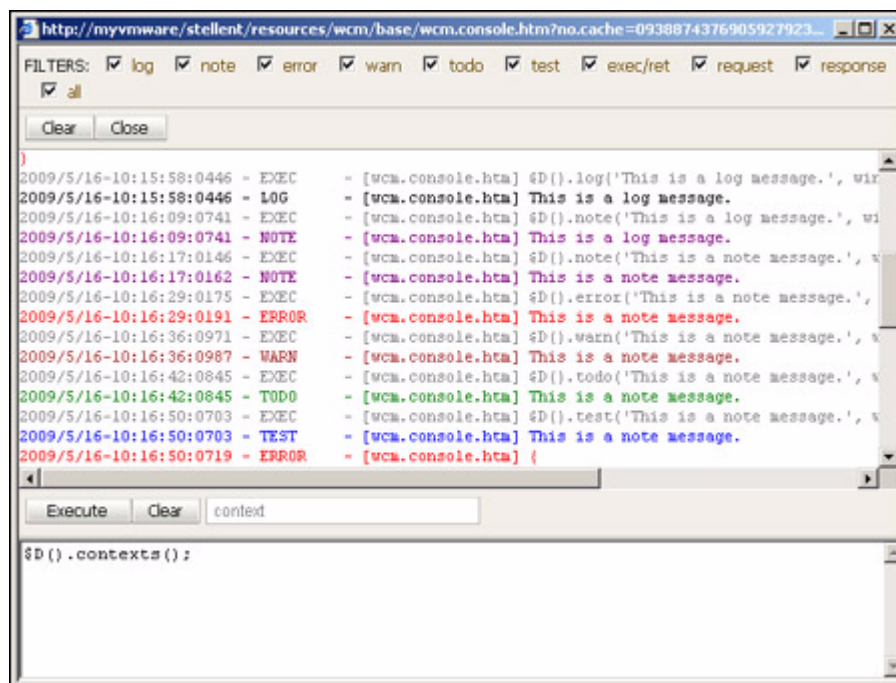 http://myvmware/stellent/resources/wcm/base/wcm.console.htm?no.cache=0938874376905927923...
FILTERS: log note error warn todo test exec/ret request response
all
Clear Close
}
2009/5/16-10:15:58:0446 - EXEC - [wcm.console.htm] $D().log('This is a log message.', win
2009/5/16-10:15:58:0446 - LOG - [wcm.console.htm] This is a log message.
2009/5/16-10:16:09:0741 - EXEC - [wcm.console.htm] $D().note('This is a log message.', wi
2009/5/16-10:16:09:0741 - NOTE - [wcm.console.htm] This is a log message.
2009/5/16-10:16:17:0146 - EXEC - [wcm.console.htm] $D().note('This is a note message.', w
2009/5/16-10:16:17:0162 - NOTE - [wcm.console.htm] This is a note message.
2009/5/16-10:16:29:0175 - EXEC - [wcm.console.htm] $D().error('This is a note message.',
2009/5/16-10:16:29:0191 - ERROR - [wcm.console.htm] This is a note message.
2009/5/16-10:16:36:0971 - EXEC - [wcm.console.htm] $D().warn('This is a note message.', w
2009/5/16-10:16:36:0987 - WARN - [wcm.console.htm] This is a note message.
2009/5/16-10:16:42:0845 - EXEC - [wcm.console.htm] $D().todo('This is a note message.', w
2009/5/16-10:16:42:0845 - TODO - [wcm.console.htm] This is a note message.
2009/5/16-10:16:50:0703 - EXEC - [wcm.console.htm] $D().test('This is a note message.', w
2009/5/16-10:16:50:0703 - TEST - [wcm.console.htm] This is a note message.
2009/5/16-10:16:50:0719 - ERROR - [wcm.console.htm] {
Execute Clear context
$D().contexts();